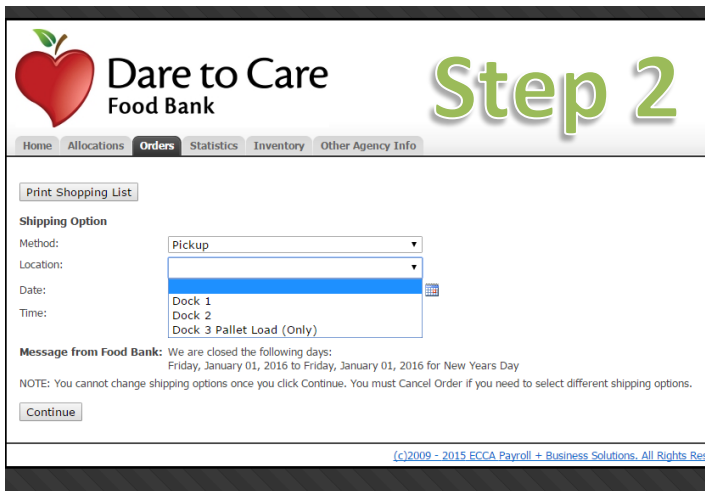 Dare to Care
Food Bank
Step 2
Home Allocations Orders Statistics Inventory Other Agency Info
Print Shopping List
Shipping Option
Method: Pickup
Location:
Date:
Dock 1
Time: Dock 2
Dock 3 Pallet Load (Only)
Message from Food Bank: We are closed the following days:
Friday, January 01, 2016 to Friday, January 01, 2016 for New Years Day
NOTE: You cannot change shipping options once you click Continue. You must Cancel Order if you need to select different shipping options.
Continue
(c)2009 - 2015 ECCA Payroll + Business Solutions. All Rights